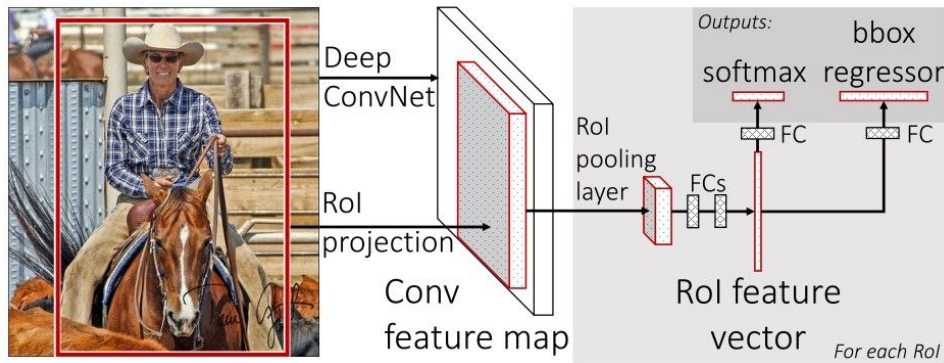 Deep
ConvNet
RoI
projection
Conv
feature map
RoI
pooling
layer
FCs
RoI feature
vector
Outputs:
softmax
bbox
regressor
FC
FC
For each RoI